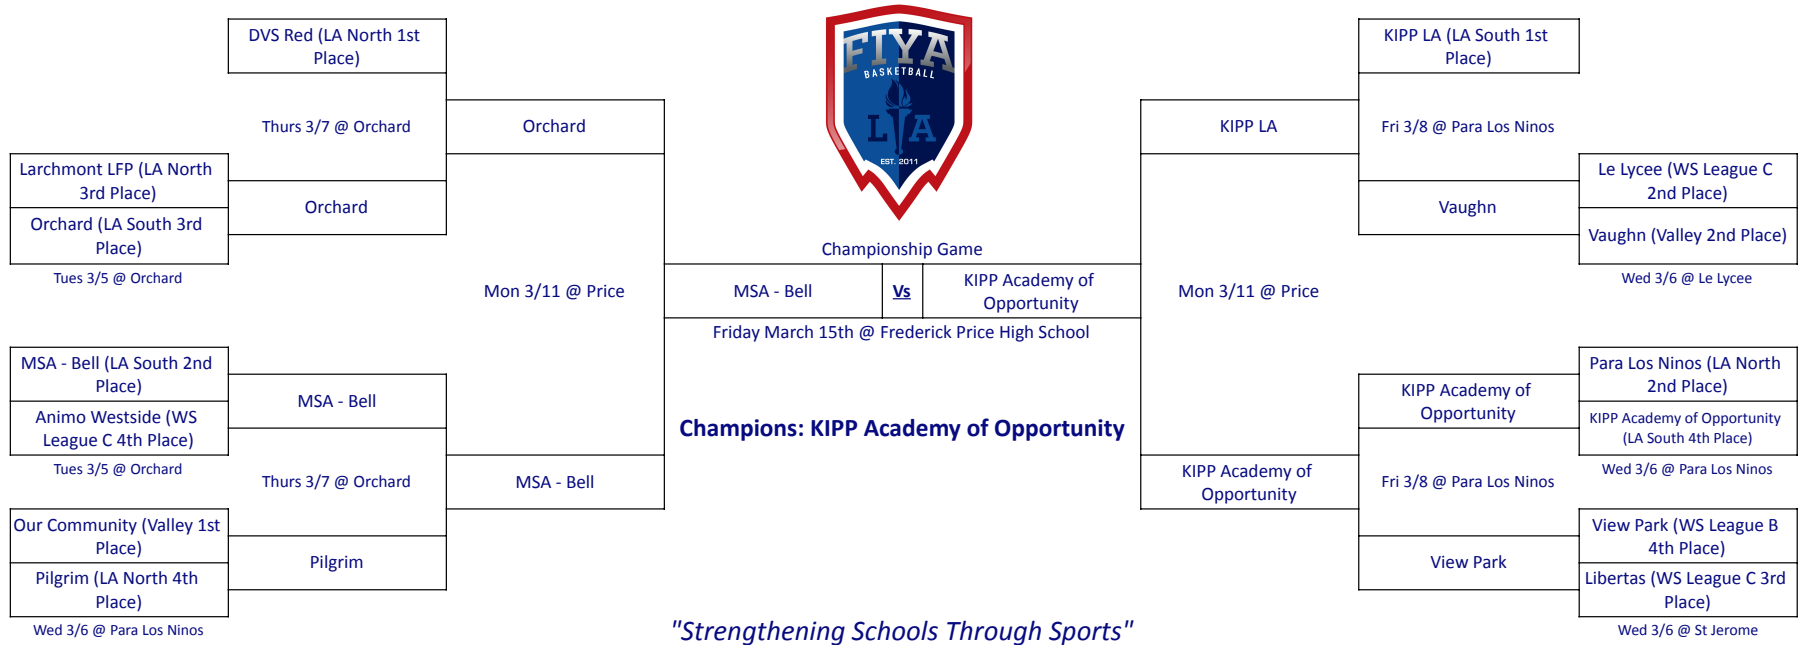 DVS Red (LA North 1st
Place)
Thurs 3/7 @ Orchard
Orchard
Larchmont LFP (LA North
3rd Place)
Orchard (LA South 3rd
Place)
Tues 3/5 @ Orchard
Orchard
Mon 3/11 @ Price
MSA - Bell (LA South 2nd
Place)
Animo Westside (WS
League C 4th Place)
Tues 3/5 @ Orchard
MSA - Bell
Thurs 3/7 @ Orchard
MSA - Bell
Our Community (Valley 1st
Place)
Pilgrim (LA North 4th
Place)
Wed 3/6 @ Para Los Ninos
Pilgrim
FIYA
BASKETBALL
LA
EST. 2011
Championship Game
MSA - Bell
Vs
KIPP Academy of
Opportunity
Friday March 15th @ Frederick Price High School
Champions: KIPP Academy of Opportunity
"Strengthening Schools Through Sports"
KIPP LA (LA South 1st
Place)
KIPP LA
Fri 3/8 @ Para Los Ninos
Le Lycee (WS League C
2nd Place)
Vaughn
Vaughn (Valley 2nd Place)
Wed 3/6 @ Le Lycee
Mon 3/11 @ Price
Para Los Ninos (LA North
2nd Place)
KIPP Academy of
Opportunity
KIPP Academy of Opportunity
(LA South 4th Place)
Wed 3/6 @ Para Los Ninos
KIPP Academy of
Opportunity
Fri 3/8 @ Para Los Ninos
View Park (WS League B
4th Place)
View Park
Libertas (WS League C 3rd
Place)
Wed 3/6 @ St Jerome